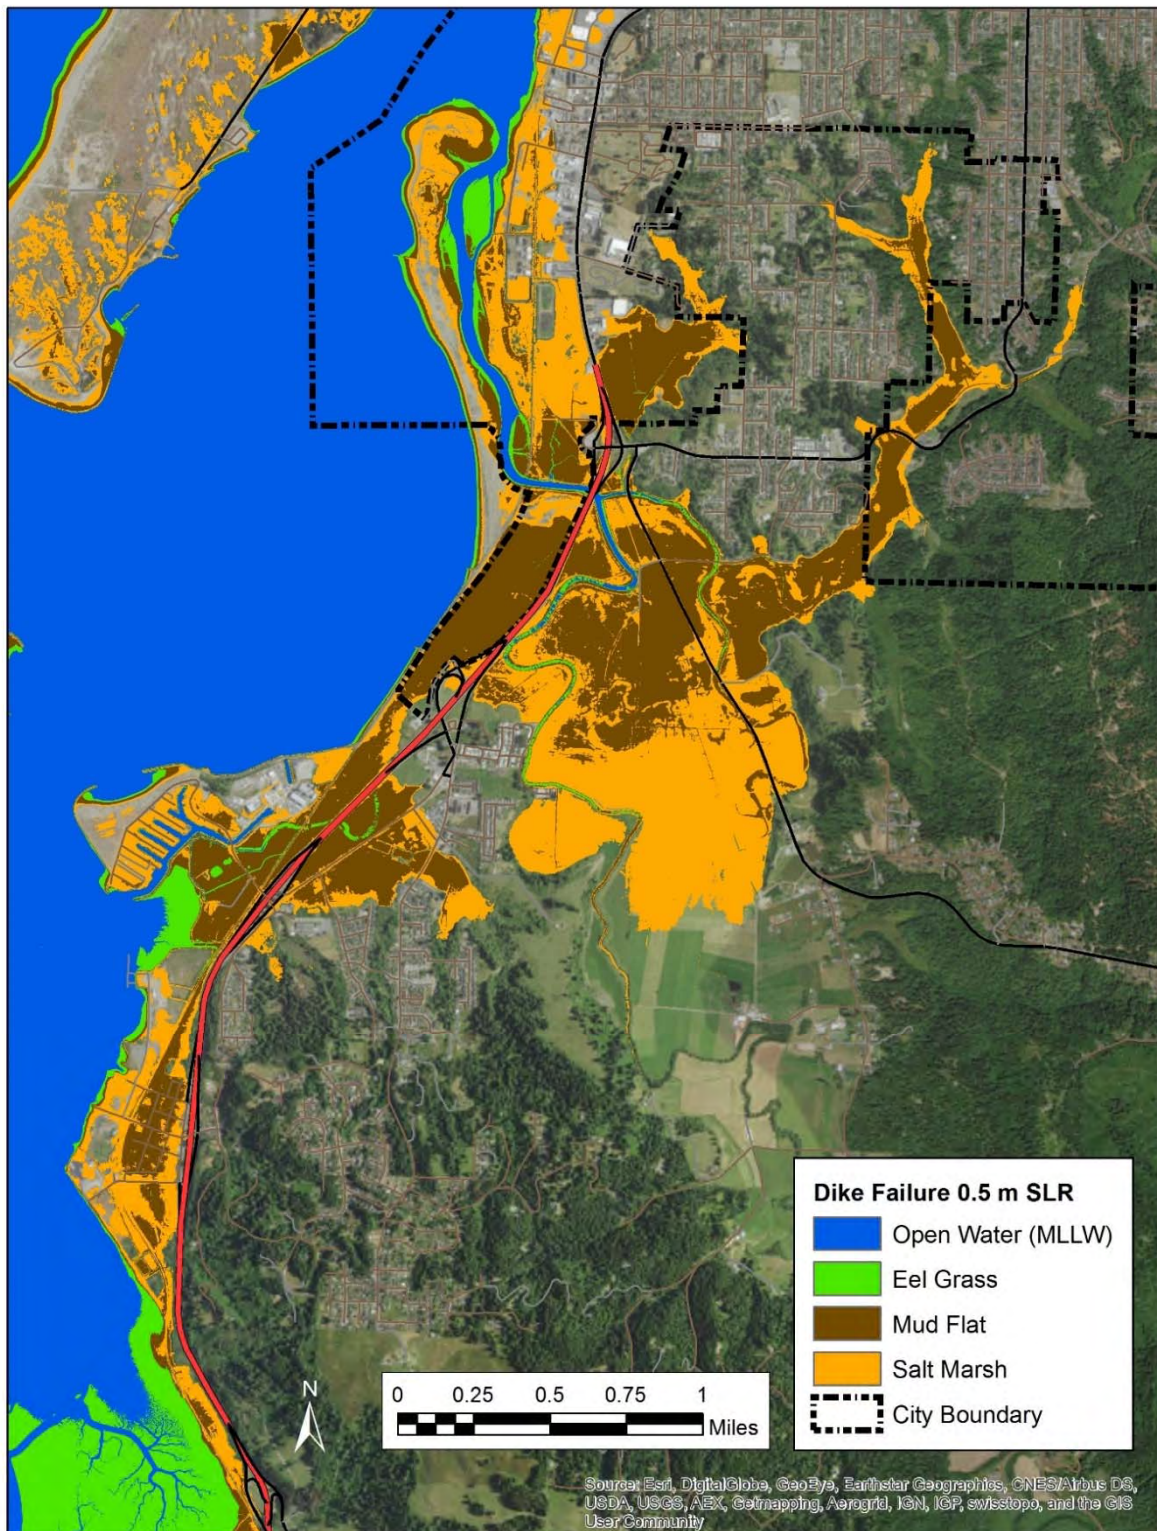 Dike Failure 0.5 m SLR
Open Water (MLLW)
Eel Grass
Mud Flat
Salt Marsh
City Boundary
N
0 0.25 0.5 0.75 1
Miles
Source: Esri, DigitalGlobe, GeoEye, Earthstar Geographics, CNES/Airbus DS,
USDA, USGS, AEX, Getmapping, Aerogrid, IGN, IGP, swisstopo, and the GIS
User Community